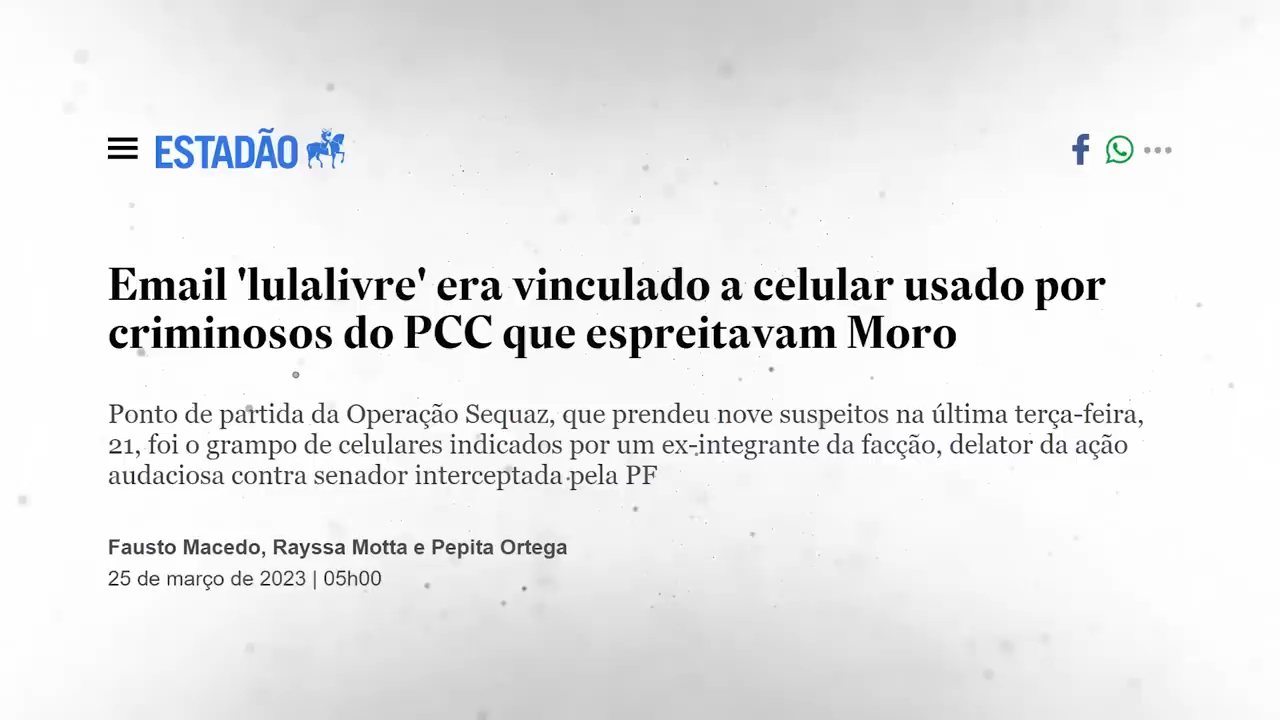 ESTADÃO
Email 'lulalivre' era vinculado a celular usado por
criminosos do PCC que espreitavam Moro
Ponto de partida da Operação Sequaz, que prendeu nove suspeitos na última terça-feira,
21, foi o grampo de celulares indicados por um ex-integrante da facção, delator da ação
audaciosa contra senador interceptada pela PF
Fausto Macedo, Rayssa Motta e Pepita Ortega
25 de março de 2023 | 05h00